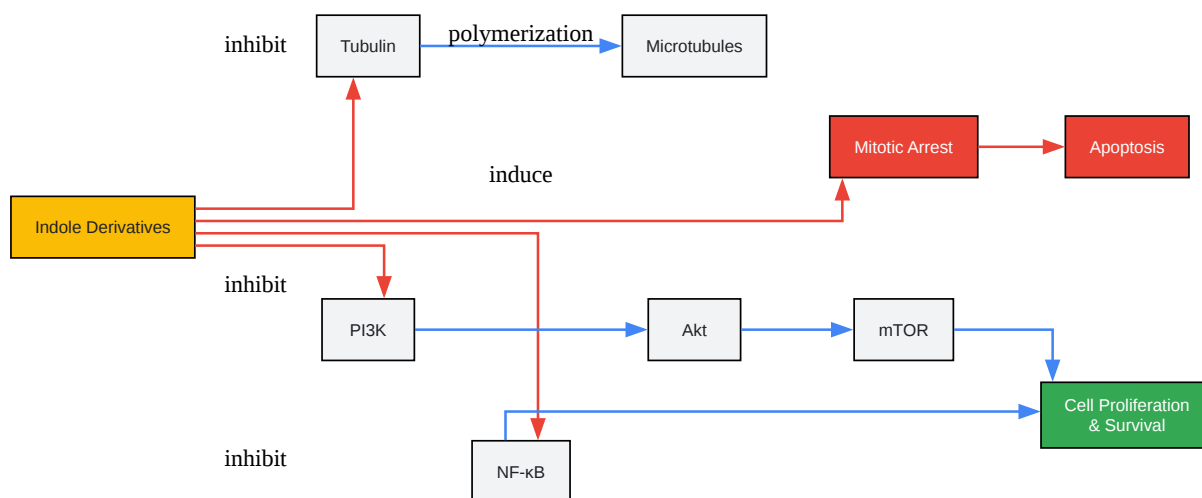 inhibit
Tubulin
polymerization
Microtubules
Mitotic Arrest
Apoptosis
induce
Indole Derivatives
inhibit
PI3K
Akt
mTOR
Cell Proliferation
& Survival
inhibit
NF-κB